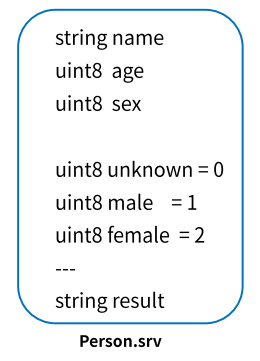 string name
uint8  age
uint8  sex

uint8 unknown = 0
uint8 male    = 1
uint8 female  = 2
---
string result
Person.srv